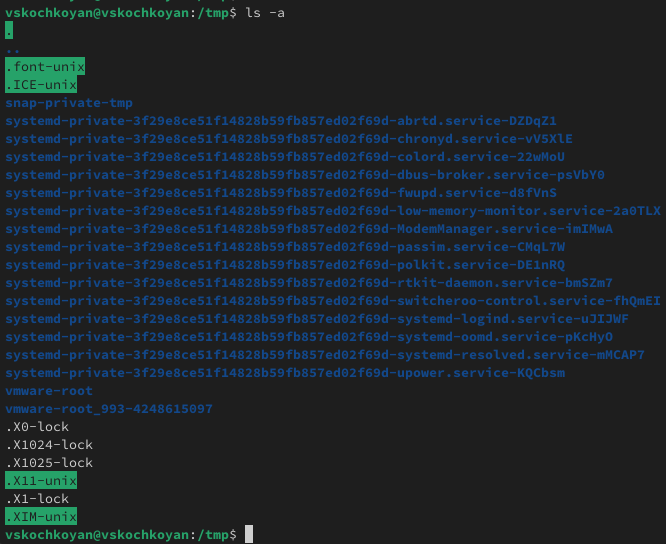 vskochkoyan@vskochkoyan:/tmp$ ls -a
.
..
.font-unix
.ICE-unix
snap-private-tmp
systemd-private-3f29e8ce51f14828b59fb857ed02f69d-abrtd.service-DZDqZ1
systemd-private-3f29e8ce51f14828b59fb857ed02f69d-chronyd.service-vV5XlE
systemd-private-3f29e8ce51f14828b59fb857ed02f69d-colord.service-22wMoU
systemd-private-3f29e8ce51f14828b59fb857ed02f69d-dbus-broker.service-psVbY0
systemd-private-3f29e8ce51f14828b59fb857ed02f69d-fwupd.service-d8fVnS
systemd-private-3f29e8ce51f14828b59fb857ed02f69d-low-memory-monitor.service-2a0TLX
systemd-private-3f29e8ce51f14828b59fb857ed02f69d-ModemManager.service-imIMwA
systemd-private-3f29e8ce51f14828b59fb857ed02f69d-passim.service-CMqL7W
systemd-private-3f29e8ce51f14828b59fb857ed02f69d-polkit.service-DE1nRQ
systemd-private-3f29e8ce51f14828b59fb857ed02f69d-rtkit-daemon.service-bmSZm7
systemd-private-3f29e8ce51f14828b59fb857ed02f69d-switcheroo-control.service-fhQmEI
systemd-private-3f29e8ce51f14828b59fb857ed02f69d-systemd-logind.service-uJIJWF
systemd-private-3f29e8ce51f14828b59fb857ed02f69d-systemd-oomd.service-pKcHyO
systemd-private-3f29e8ce51f14828b59fb857ed02f69d-systemd-resolved.service-mMCAP7
systemd-private-3f29e8ce51f14828b59fb857ed02f69d-upower.service-KQCbsm
vmware-root
vmware-root_993-4248615097
.X0-lock
.X1024-lock
.X1025-lock
.X11-unix
.X1-lock
.XIM-unix
vskochkoyan@vskochkoyan:/tmp$